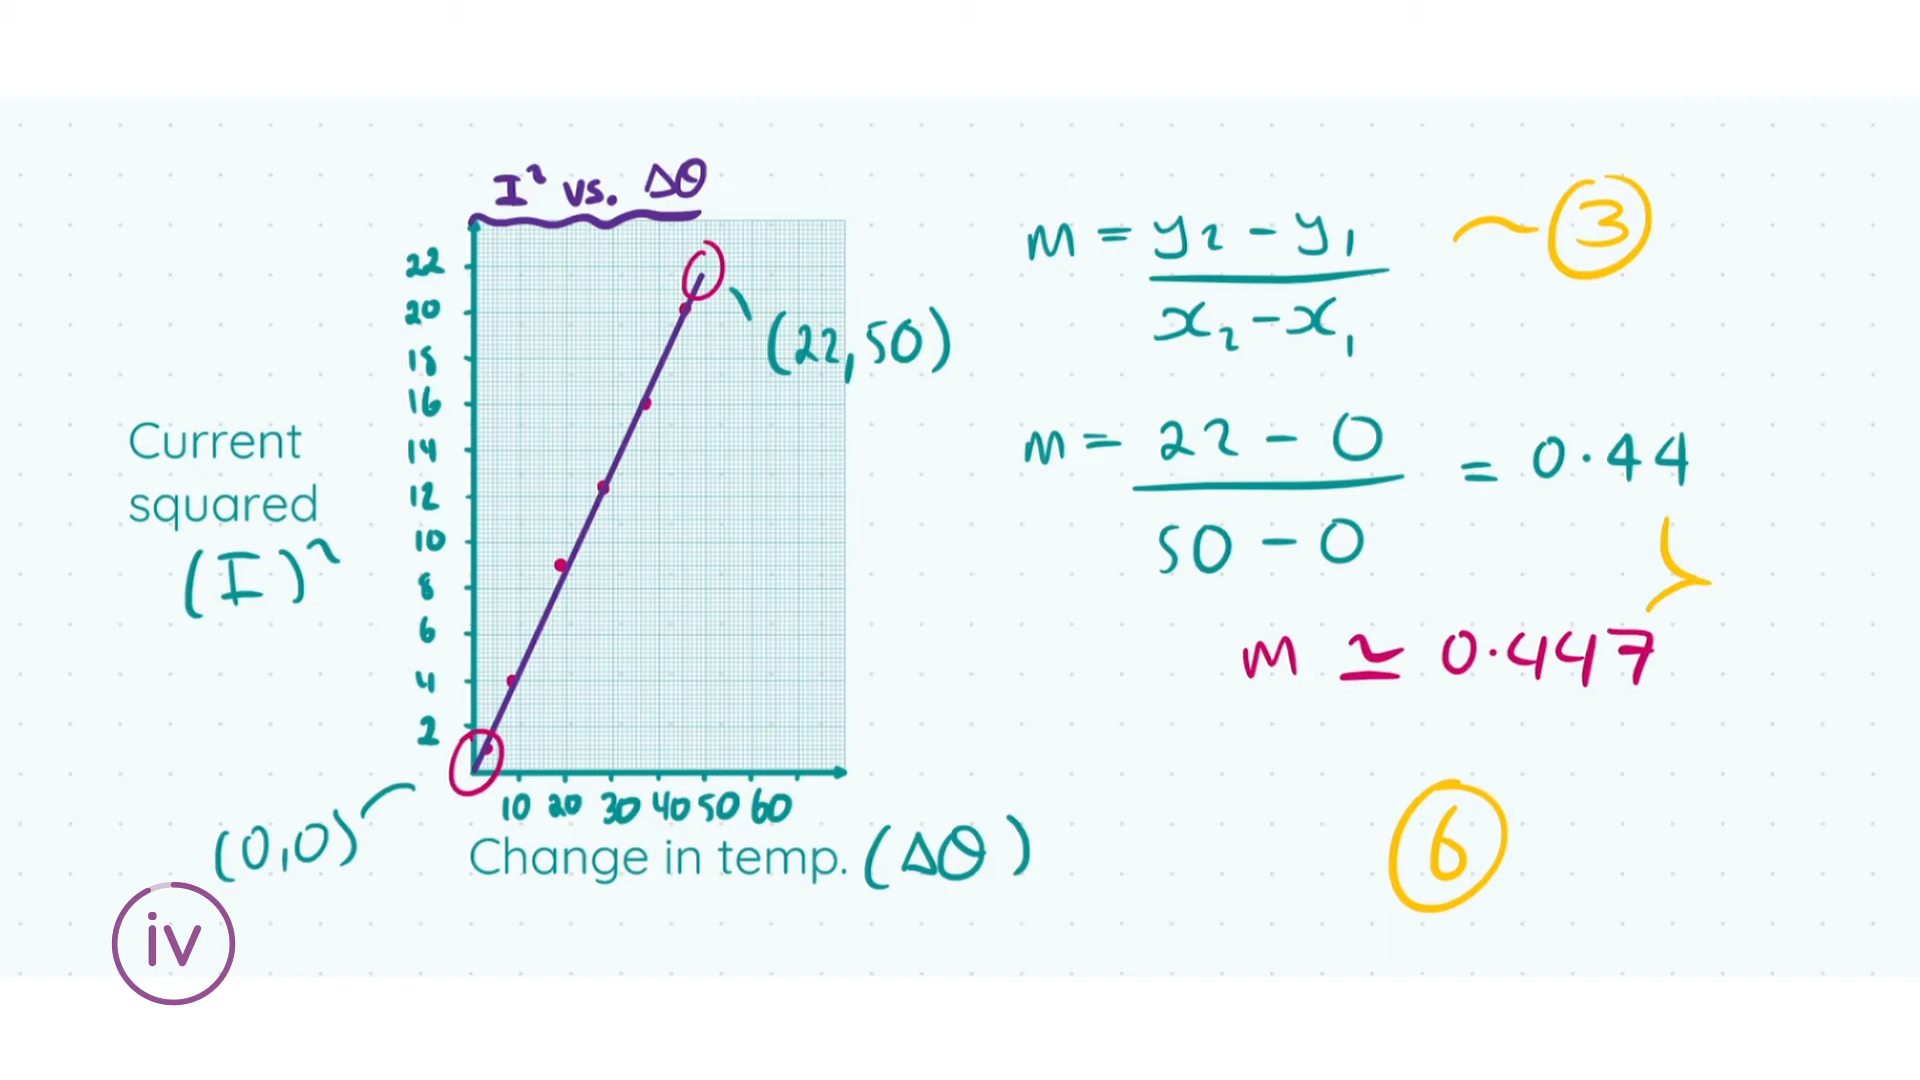 I² vs. Δθ
22
20
18
16
14
12
10
8
6
4
2
10 20 30 40 50 60
Current
squared
(I)²
Change in temp. (Δθ)
(22,50)
(0,0)
m = y₂ - y₁
x₂ - x₁
3
m = 22 - 0 = 0.44
50 - 0
m ≃ 0.447
6
iv